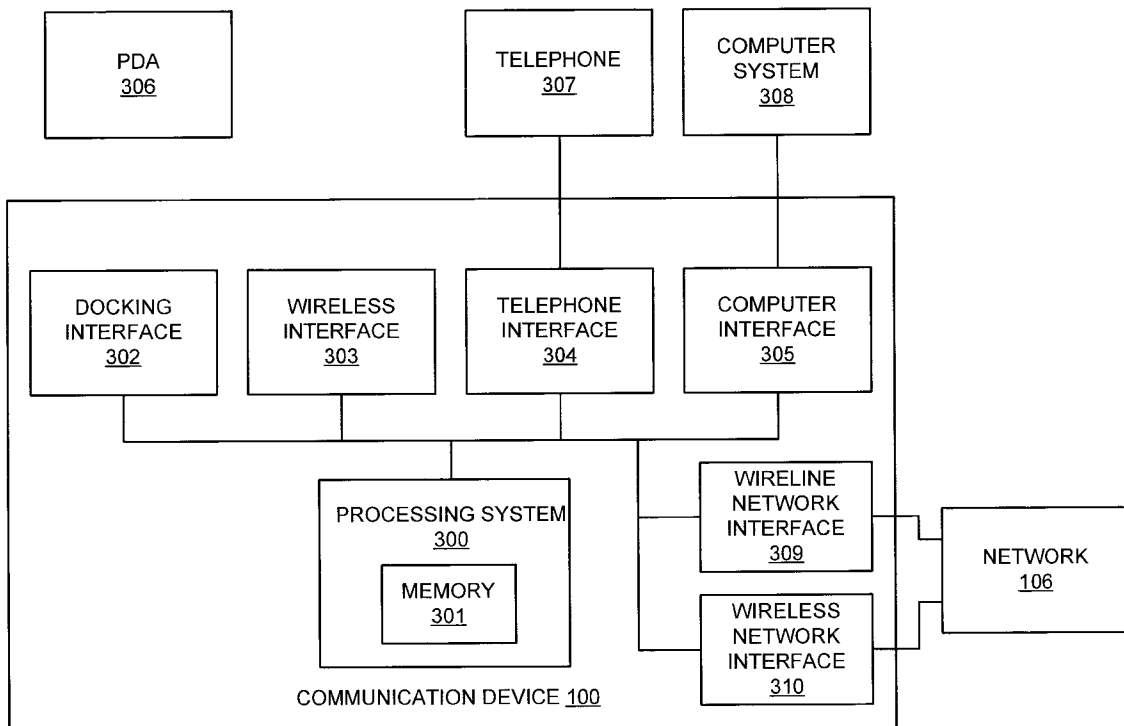 PDA
306
TELEPHONE
307
COMPUTER
SYSTEM
308
DOCKING
INTERFACE
302
WIRELESS
INTERFACE
303
TELEPHONE
INTERFACE
304
COMPUTER
INTERFACE
305
PROCESSING SYSTEM
300
MEMORY
301
WIRELINE
NETWORK
INTERFACE
309
NETWORK
106
WIRELESS
NETWORK
INTERFACE
310
COMMUNICATION DEVICE 100